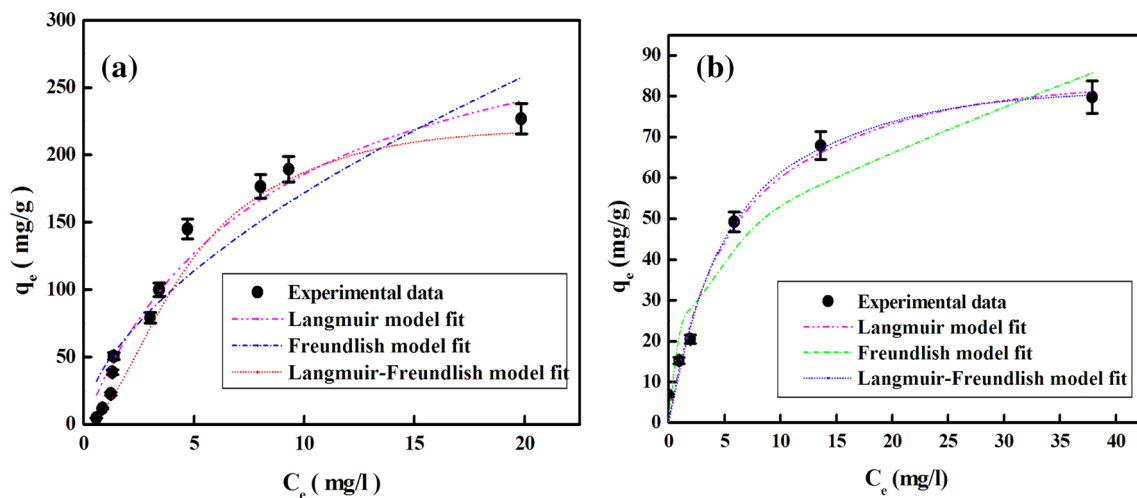 (a)
300
250
200
150
100
50
0
q_e ( mg/g)
0
5
10
15
20
C_e ( mg/l )
Experimental data
Langmuir model fit
Freundlish model fit
Langmuir-Freundlish model fit
(b)
90
80
70
60
50
40
30
20
10
0
q_e (mg/g)
0
5
10
15
20
25
30
35
40
C_e (mg/l)
Experimental data
Langmuir model fit
Freundlish model fit
Langmuir-Freundlish model fit